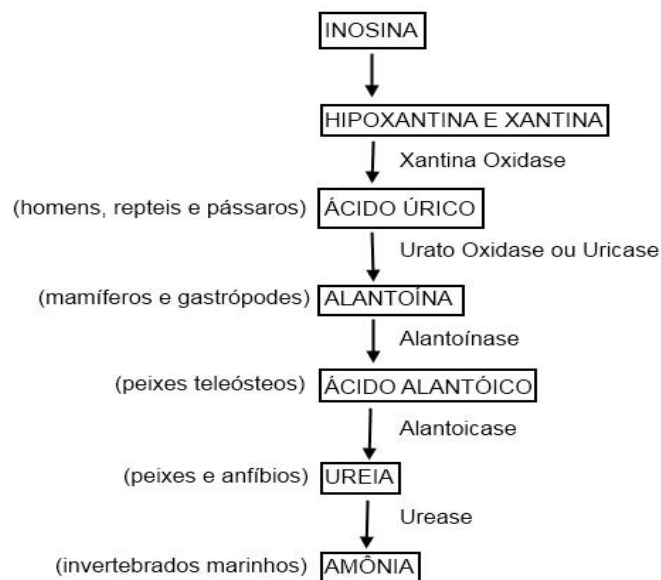 INOSINA
HIPOXANTINA E XANTINA
Xantina Oxidase
(homens, repteis e pássaros) ÁCIDO ÚRICO
Urato Oxidase ou Uricase
(mamíferos e gastrópodes) ALANTOÍNA
Alantoínase
(peixes teleósteos) ÁCIDO ALANTÓICO
Alantoicase
(peixes e anfíbios) UREIA
Urease
(invertebrados marinhos) AMÔNIA